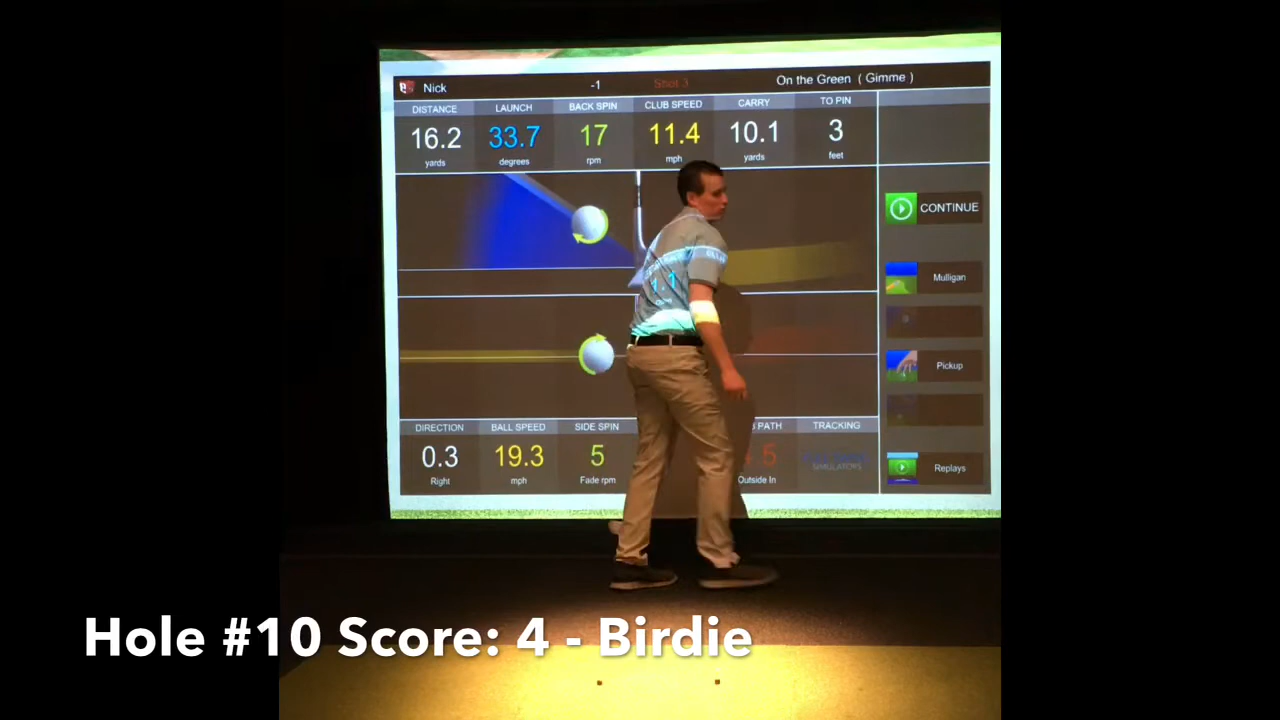 Nick -1 Shot 3 On the Green ( Gimme )
DISTANCE LAUNCH BACK SPIN CLUB SPEED CARRY TO PIN
16.2 33.7 17 11.4 10.1 3
yards degrees rpm mph yards feet
CONTINUE
Mulligan
Pickup
DIRECTION BALL SPEED SIDE SPIN PATH TRACKING
0.3 19.3 5 .5
SIMULATORS
Right mph Fade rpm Outside In
Replays
Hole #10 Score: 4 - Birdie